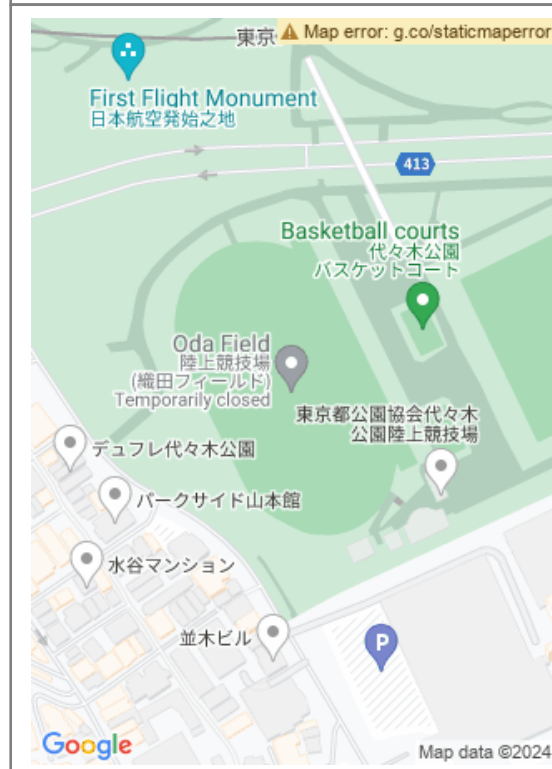 東京
Map error: g.co/staticmaperror
First Flight Monument
日本航空発始之地
413
Basketball courts
代々木公園
バスケットコート
Oda Field
陸上競技場
(織田フィールド)
Temporarily closed
東京都公園協会代々木
公園陸上競技場
デュフレ代々木公園
パークサイド山本館
水谷マンション
並木ビル
P
Google
Map data ©2024